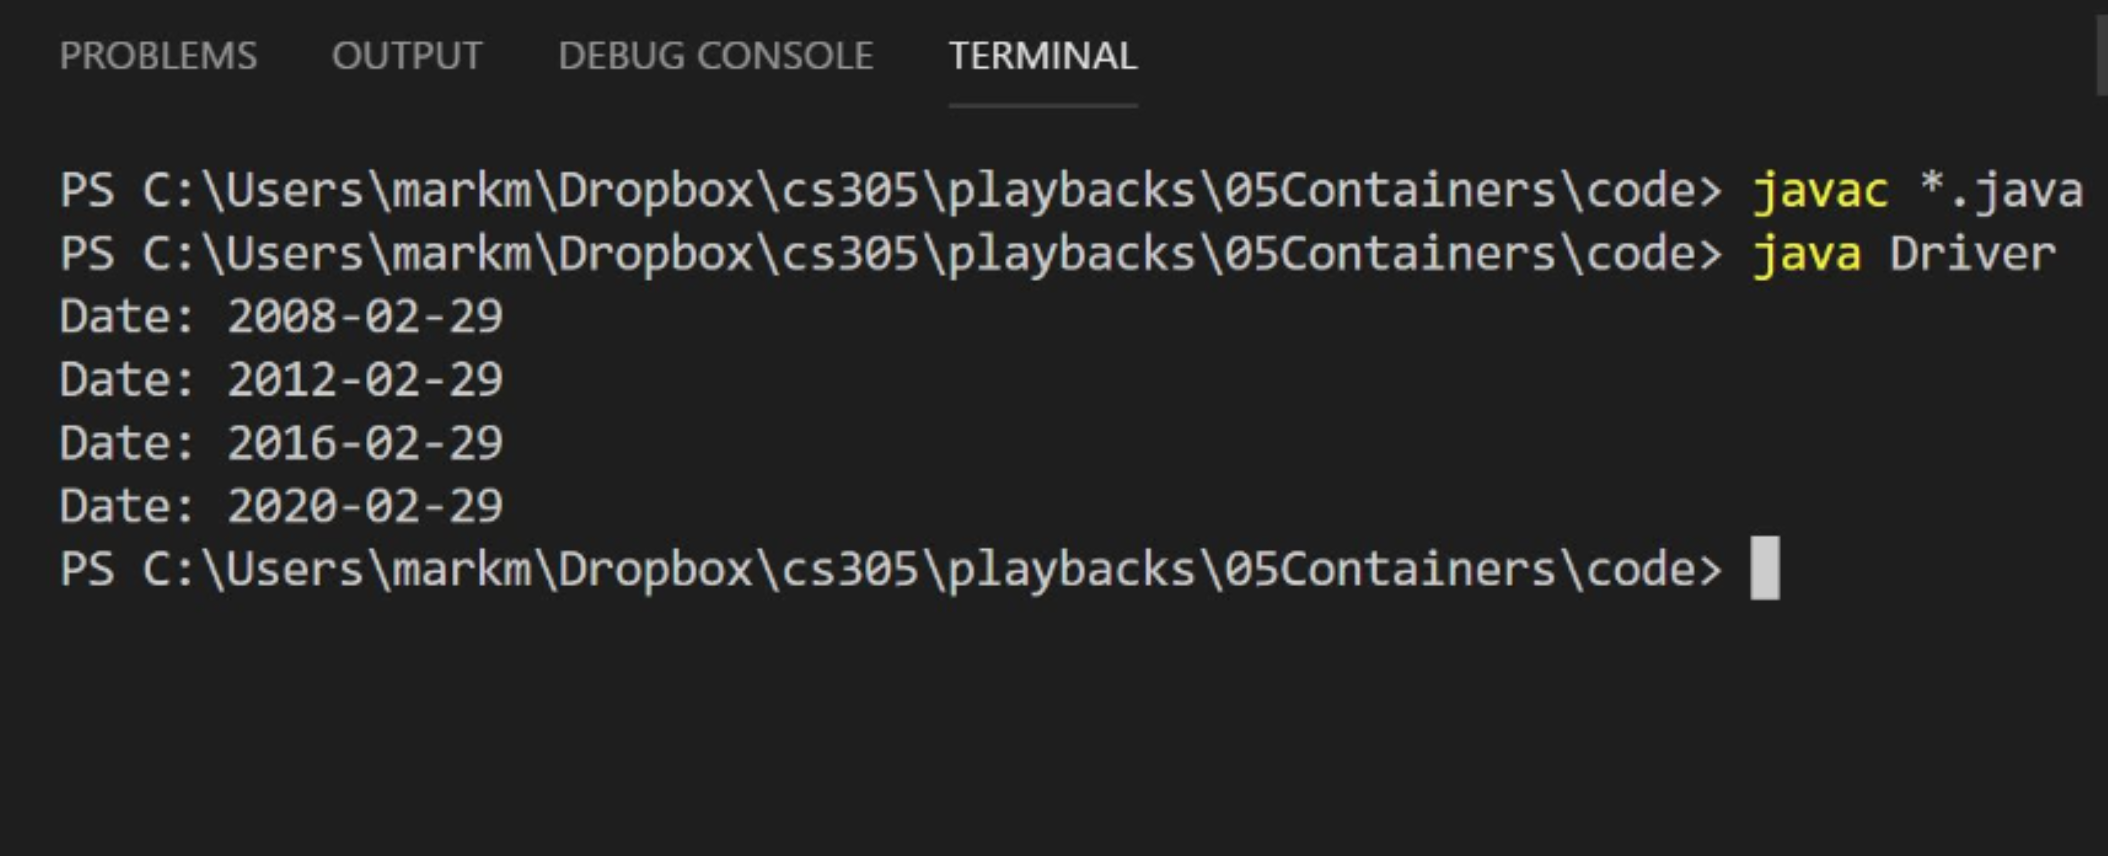 PROBLEMS OUTPUT DEBUG CONSOLE TERMINAL
PS C:\Users\markm\Dropbox\cs305\playbacks\05Containers\code> javac *.java
PS C:\Users\markm\Dropbox\cs305\playbacks\05Containers\code> java Driver
Date: 2008-02-29
Date: 2012-02-29
Date: 2016-02-29
Date: 2020-02-29
PS C:\Users\markm\Dropbox\cs305\playbacks\05Containers\code>